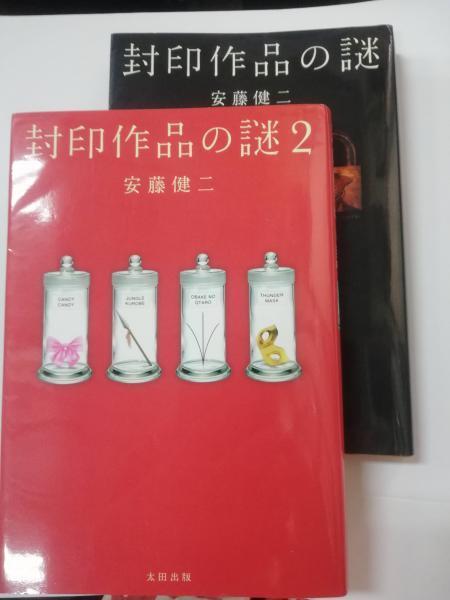 封印作品の謎
安藤健二
封印作品の謎2
安藤健二
CANDY
CANDY
JUNGLE
KUROBE
OBAKE NO
QTARO
THUNDER
MASK
太田出版